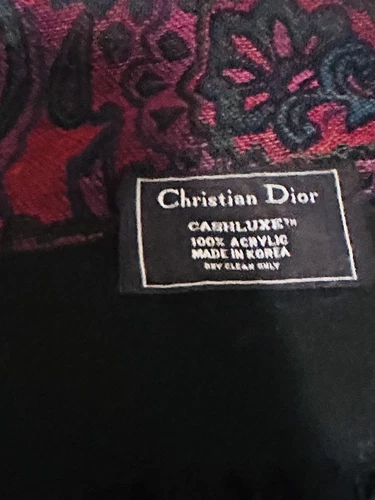 Christian Dior
CASHLUXE™
100% ACRYLIC
MADE IN KOREA
DRY CLEAN ONLY